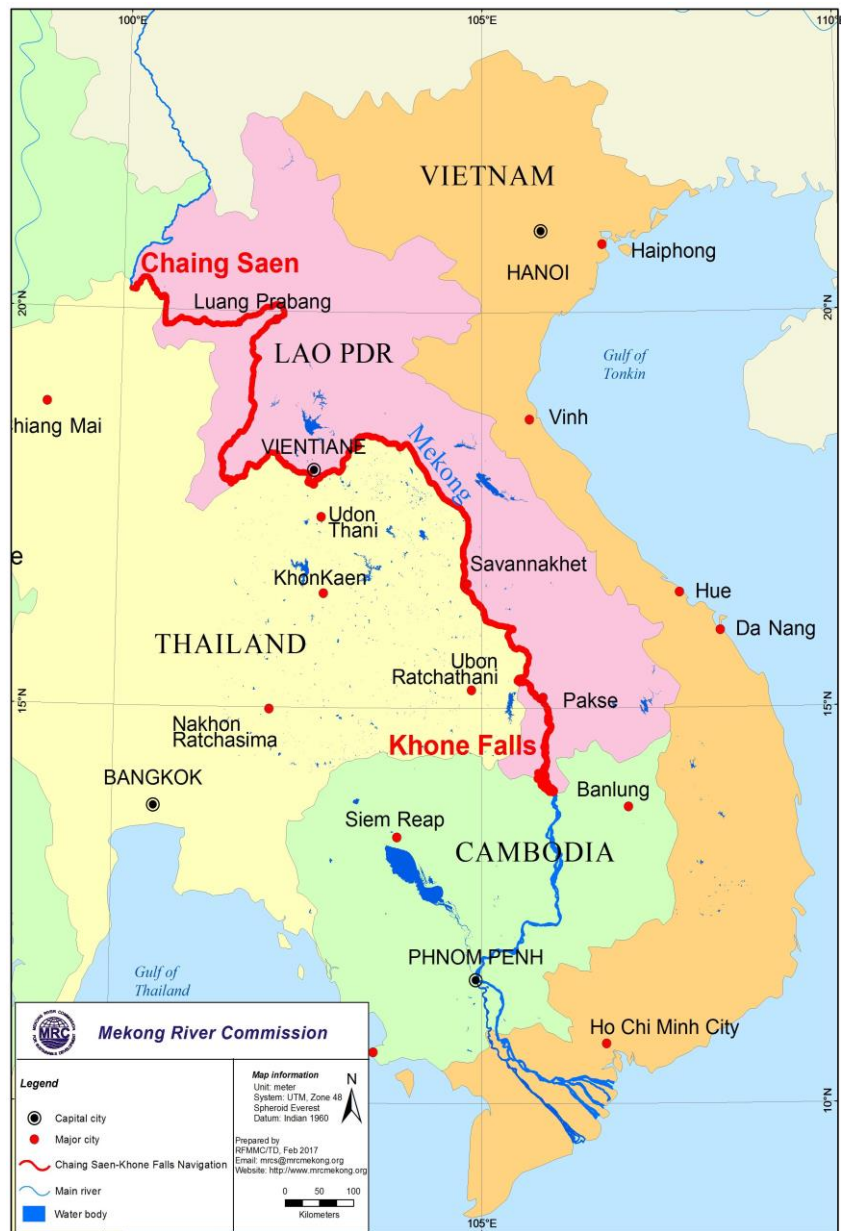 100°E
105°E
110°E
VIETNAM
HANOI
Haiphong
Chaing Saen
Luang Prabang
20°N
20°N
LAO PDR
Gulf of
Tonkin
hiang Mai
Vinh
VIENTIANE
Mekong
Udon
Thani
e
KhonKaen
Savannakhet
Hue
Da Nang
THAILAND
Ubon
Ratchathani
Pakse
15°N
15°N
Nakhon
Ratchasima
Khone Falls
BANGKOK
Banlung
Siem Reap
CAMBODIA
PHNOM PENH
Gulf of
Thailand
Ho Chi Minh City
10°N
105°E
MRC
Mekong River Commission
Legend
Capital city
Major city
Chaing Saen-Khone Falls Navigation
Main river
Water body
Map information
Unit: meter
System: UTM, Zone 48
Spheroid Everest
Datum: Indian 1960
N
Prepared by
RFMMC/TD, Feb 2017
Email: mrcs@mrcmekong.org
Website: http://www.mrcmekong.org
0 50 100
Kilometers